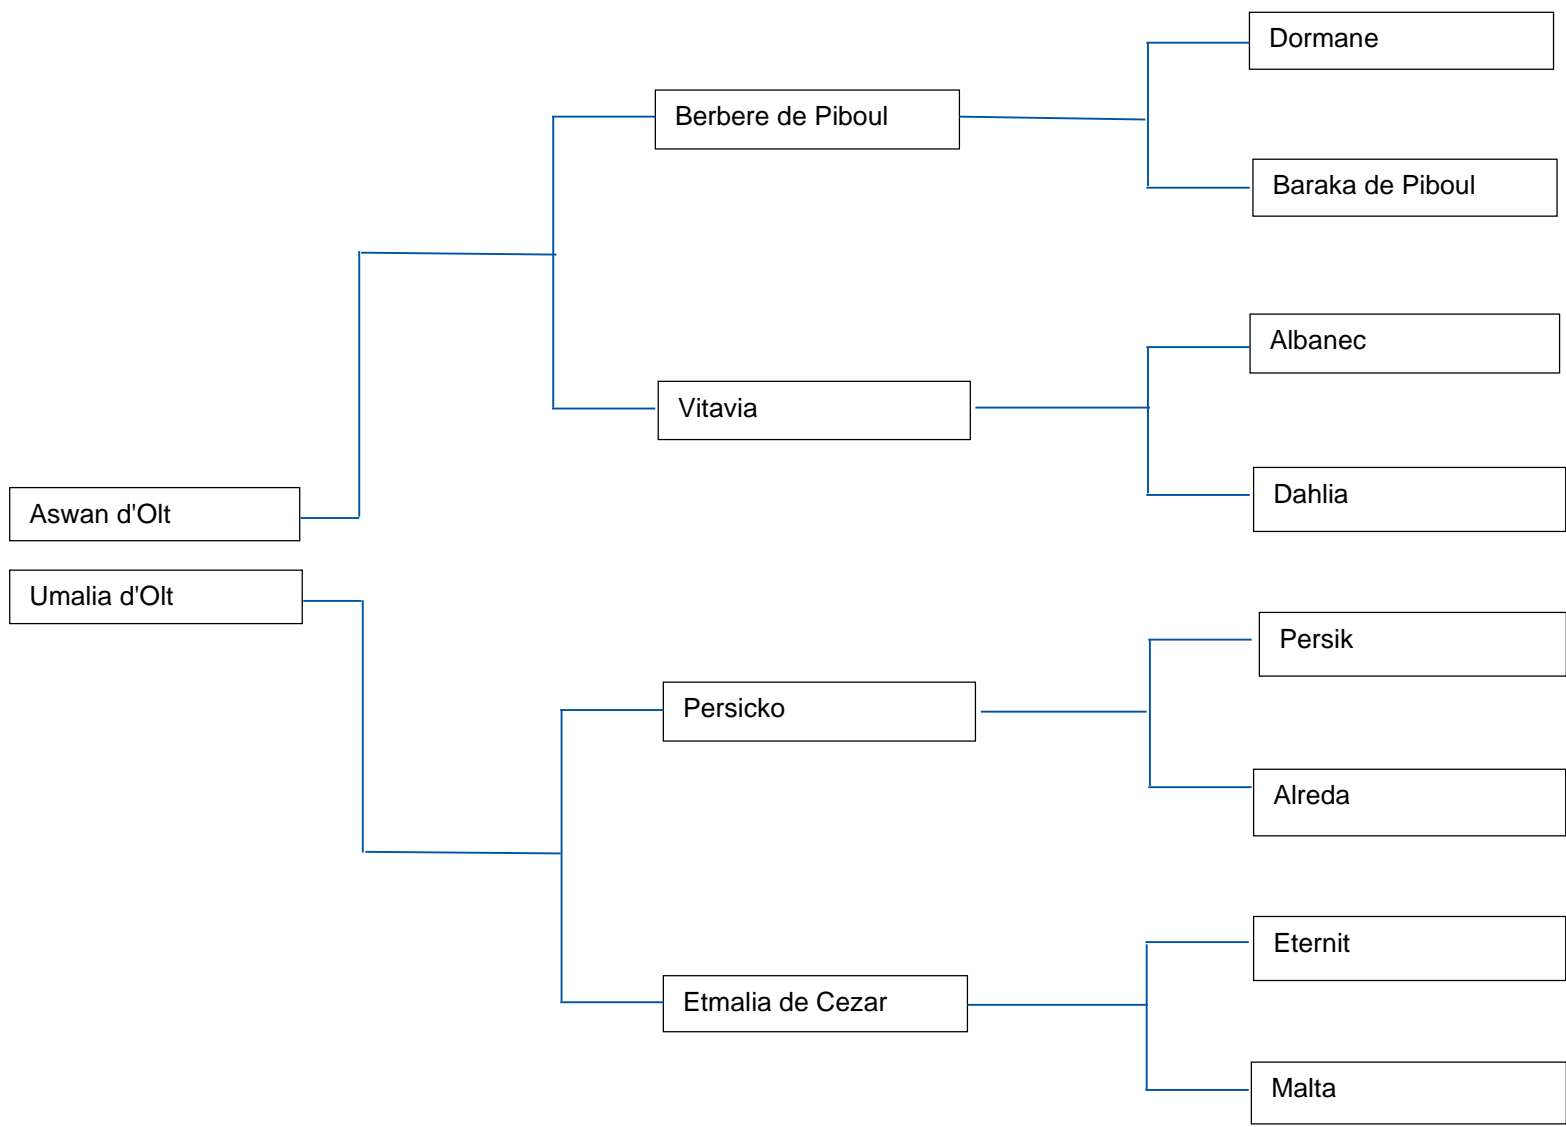 Dormane
Berbere de Piboul
Baraka de Piboul
Albanec
Vitavia
Dahlia
Aswan d'Olt
Umalia d'Olt
Persik
Persicko
Alreda
Eternit
Etmalia de Cezar
Malta